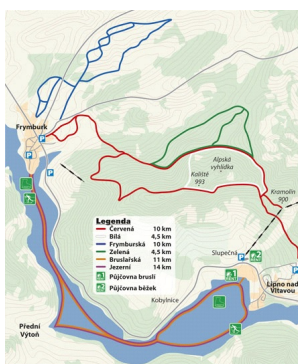 Frymburk
P
P
P
P
Alpská
vyhlídka
Kaliště
993
Kramolín
900
Legenda
Červená 10 km
Bílá 4,5 km
Frymburská 10 km
Zelená 4,5 km
Bruslařská 11 km
Jezerní 14 km
Půjčovna bruslí
Půjčovna běžek
Slupečná
P
2
1
Lipno nad
Vltavou
P
Kobylnice
Přední
Výtoň